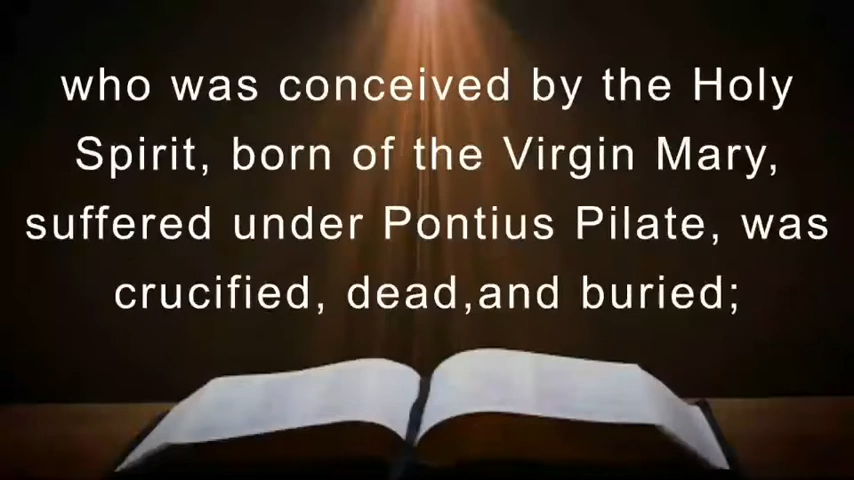 who was conceived by the Holy
Spirit, born of the Virgin Mary,
suffered under Pontius Pilate, was
crucified, dead,and buried;